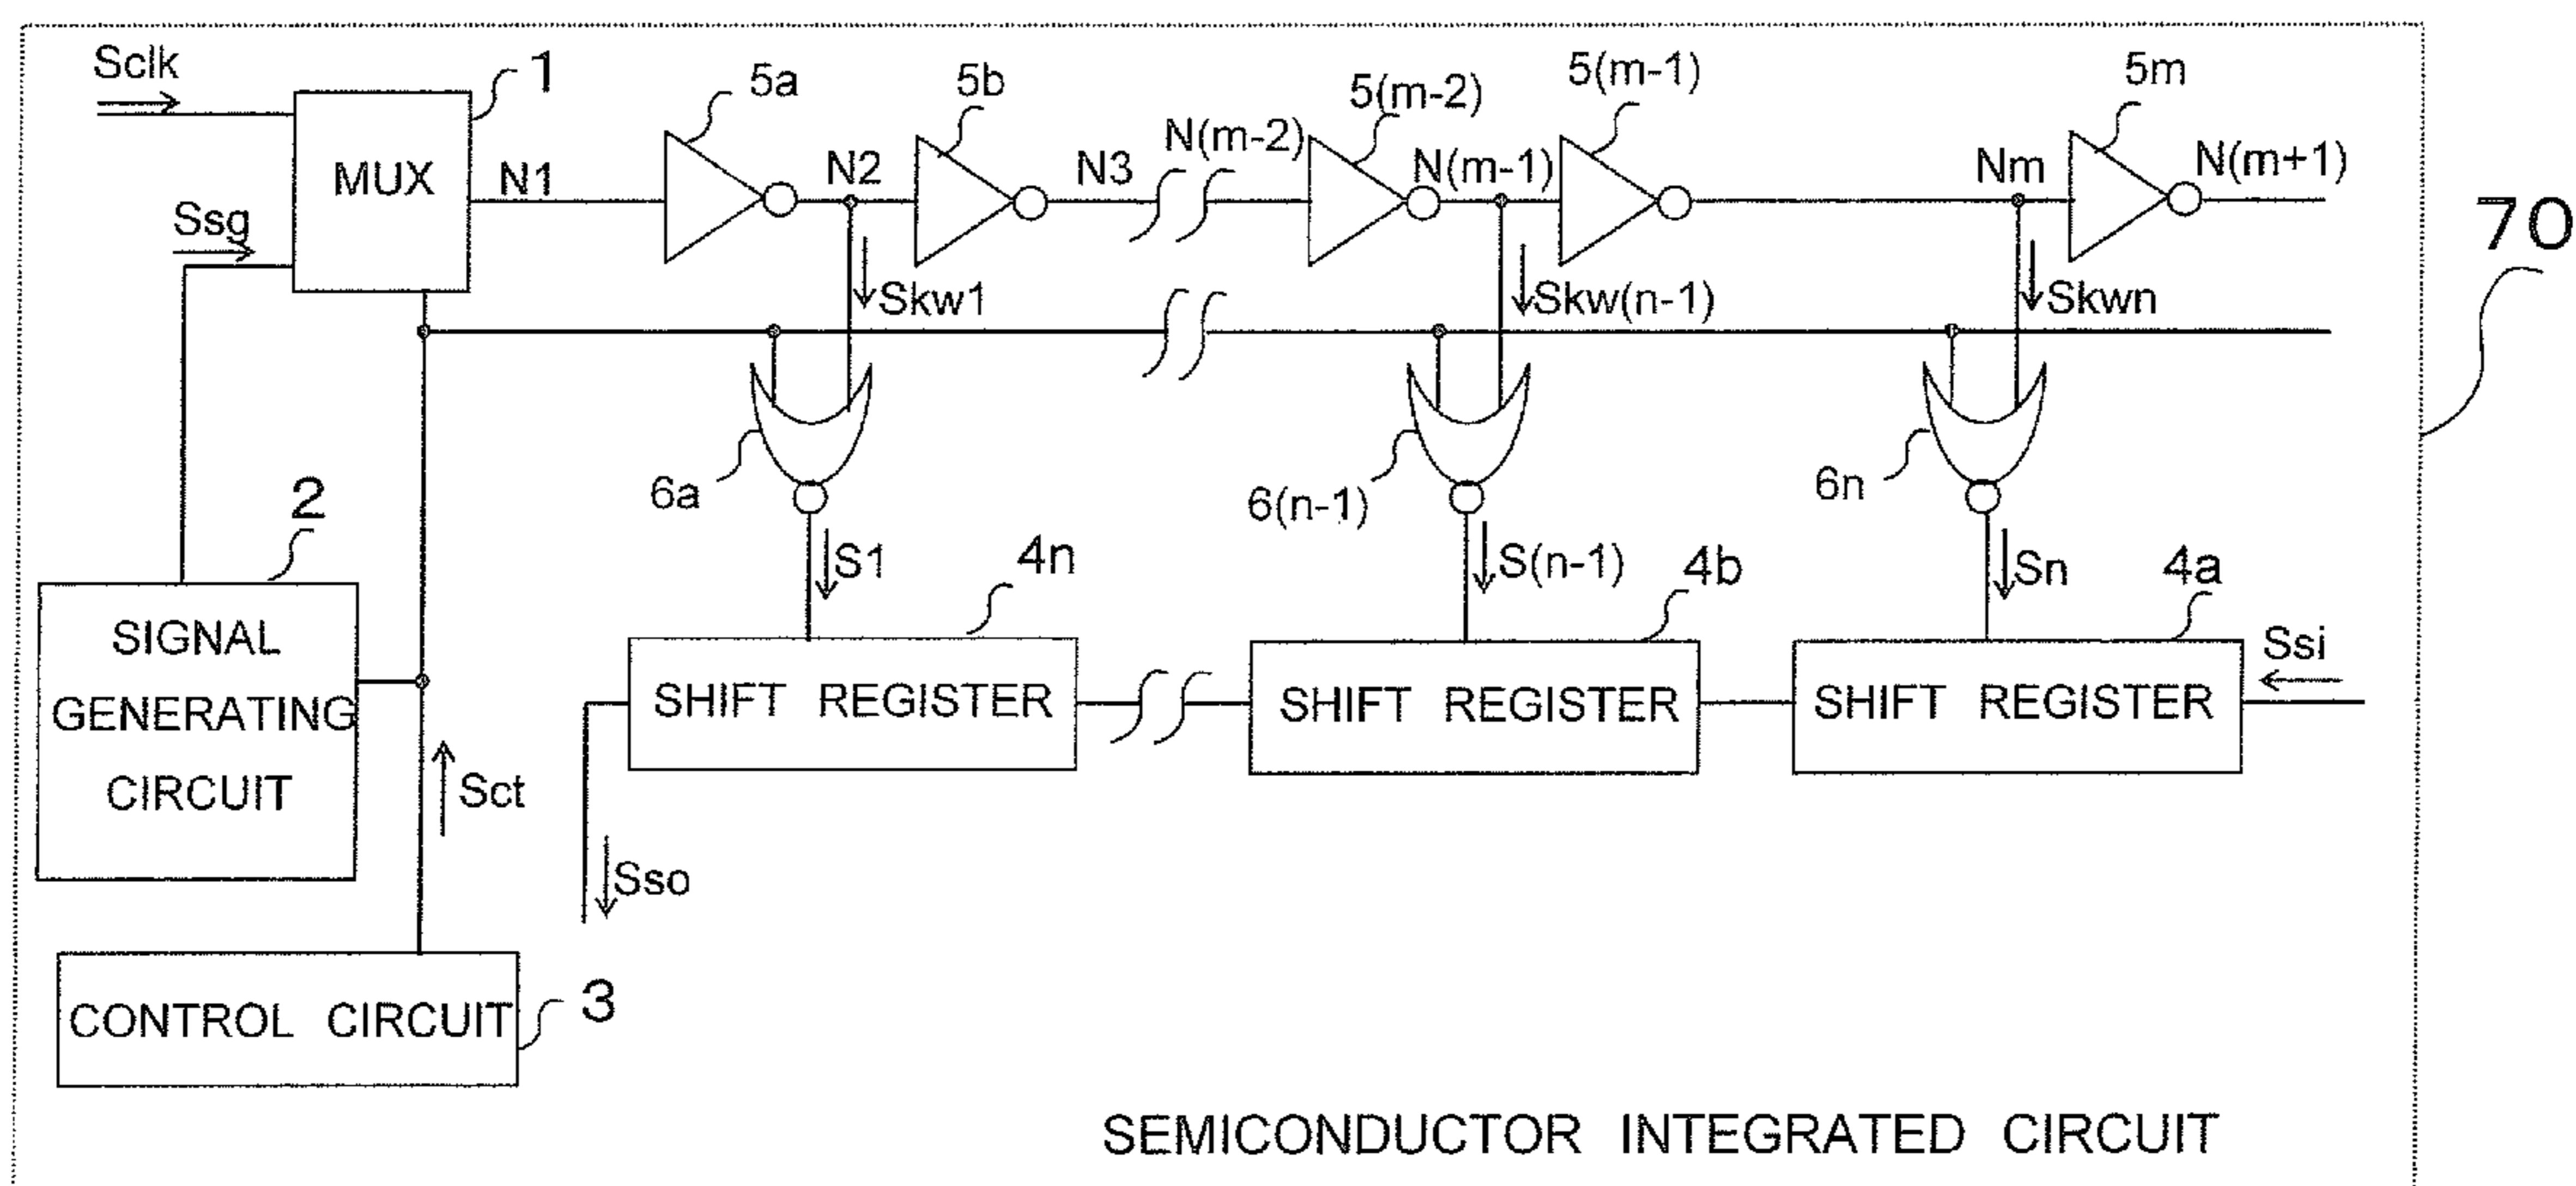 Sclk
1
5a
5b
5(m-2)
5(m-1)
5m
MUX
N1
N2
N3
N(m-2)
N(m-1)
Nm
N(m+1)
70
Ssg
Skw1
Skw(n-1)
Skwn
6a
6(n-1)
6n
2
S1
4n
S(n-1)
4b
Sn
4a
SIGNAL
GENERATING
CIRCUIT
SHIFT REGISTER
SHIFT REGISTER
SHIFT REGISTER
Ssi
Sct
Sso
CONTROL CIRCUIT
3
SEMICONDUCTOR INTEGRATED CIRCUIT